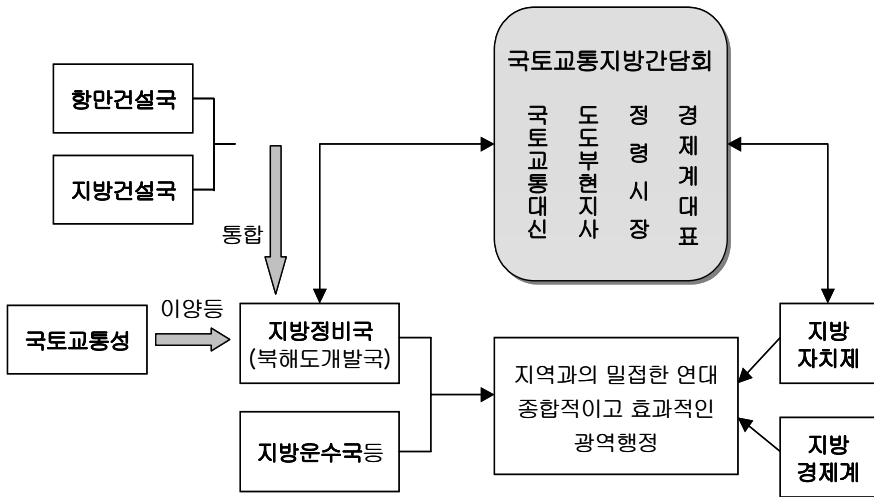 국토교통지방간담회
국토교통대신
도도부현지사
정령시장
경제계대표
항만건설국
지방건설국
통합
국토교통성
이양등
지방정비국
(북해도개발국)
지방운수국등
지역과의 밀접한 연대
종합적이고 효과적인
광역행정
지방
자치제
지방
경제계